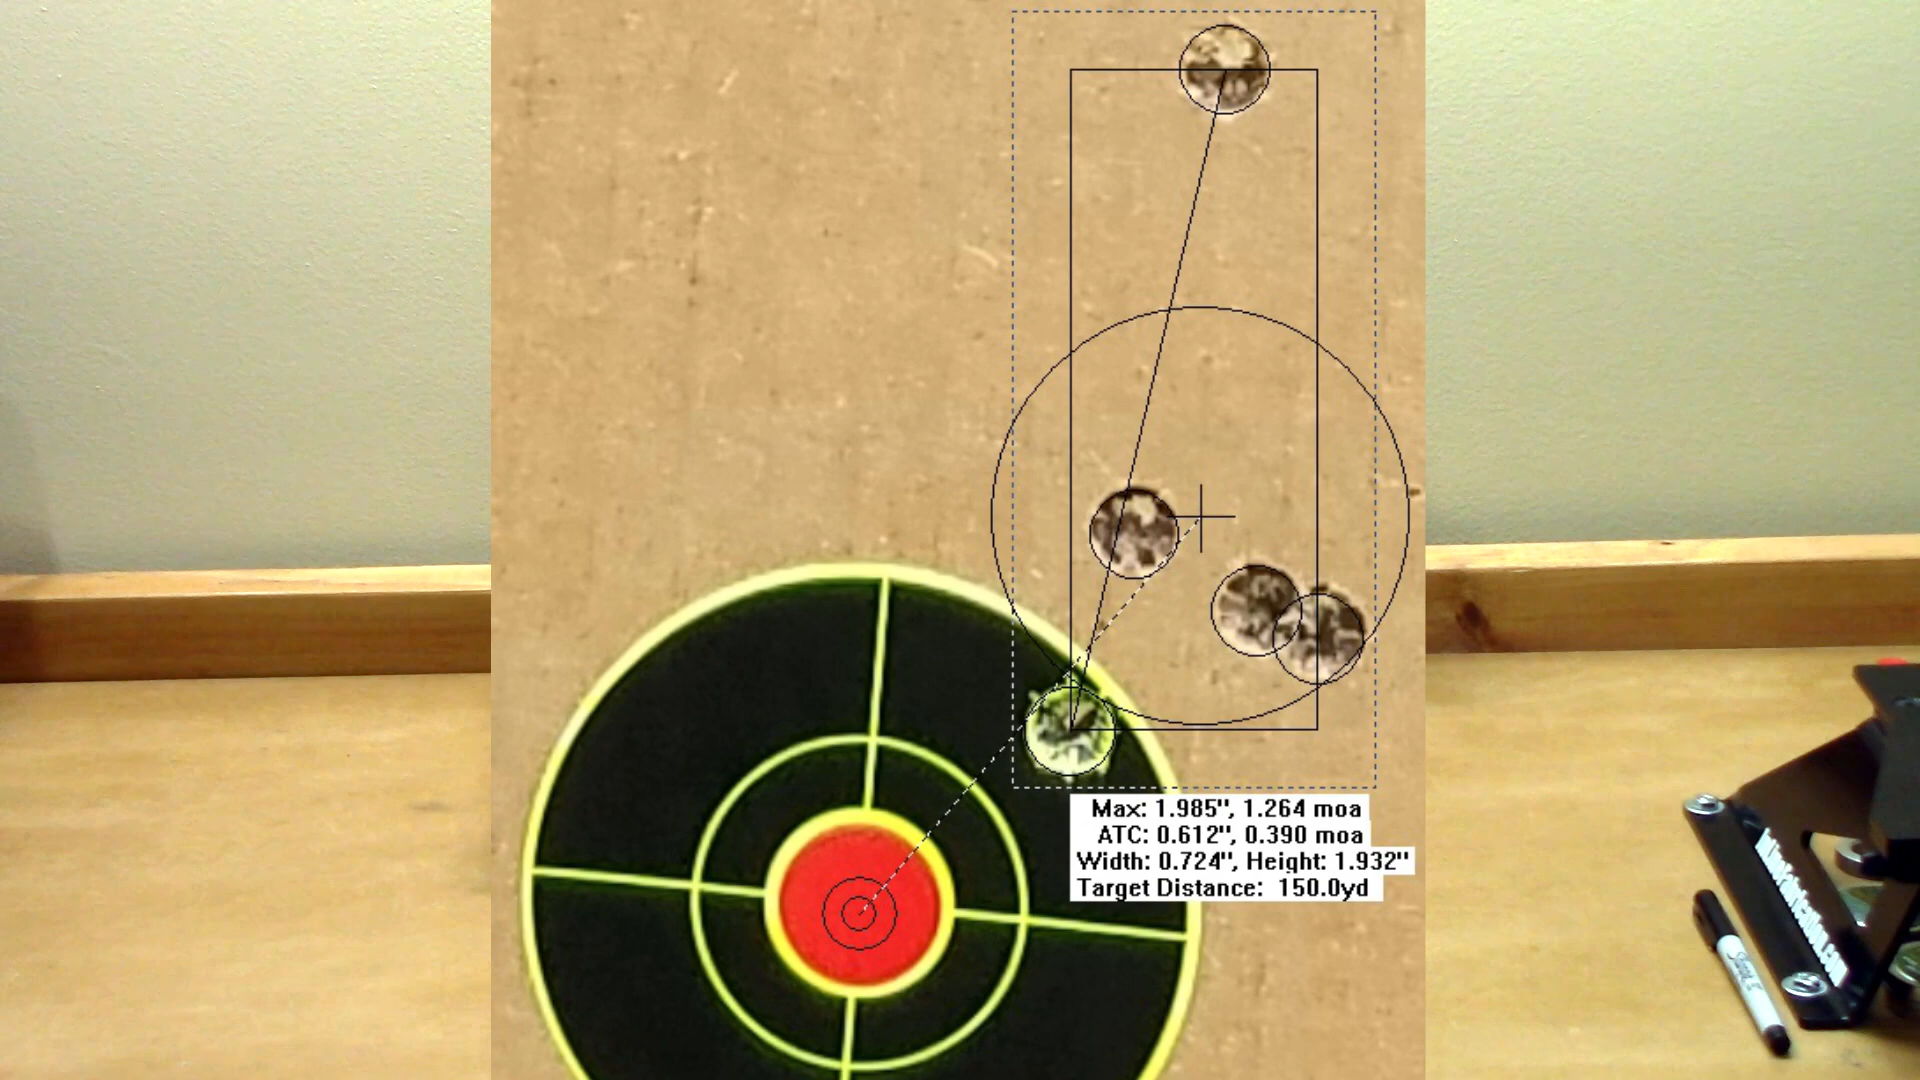 Max: 1.985", 1.264 moa
ATC: 0.612", 0.390 moa
Width: 0.724", Height: 1.932"
Target Distance: 150.0yd
Sharpie